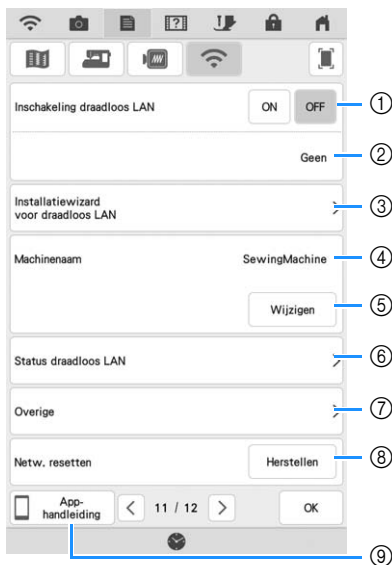 Inschakeling draadloos LAN ON OFF ①
Geen ②
Installatiewizard
voor draadloos LAN > ③
Machinenaam SewingMachine ④
Wijzigen ⑤
Status draadloos LAN > ⑥
Overige > ⑦
Netw. resetten Herstellen ⑧
App-
handleiding < 11 / 12 > OK
⑨